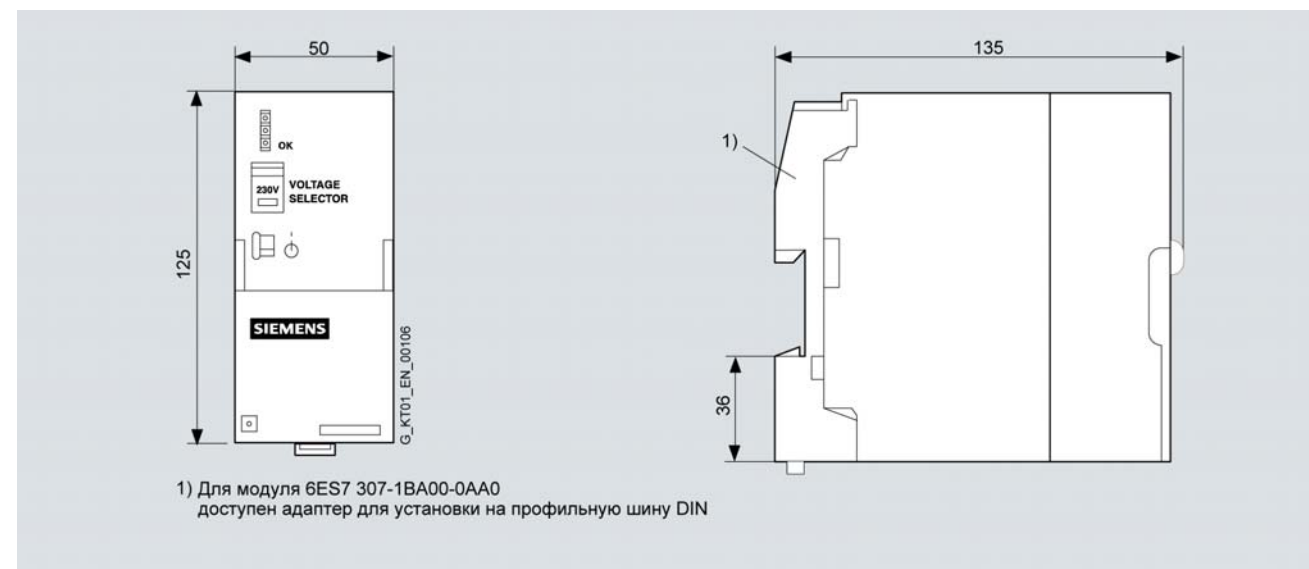 50
135
OK
1)
230V
VOLTAGE
SELECTOR
125
SIEMENS
36
G_KT01_EN_00106
1) Для модуля 6ES7 307-1BA00-0AA0
доступен адаптер для установки на профильную шину DIN